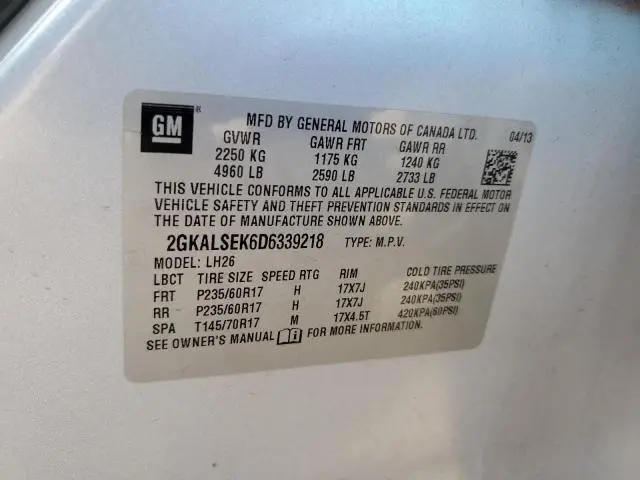 GM ®
MFD BY GENERAL MOTORS OF CANADA LTD. 04/13
GVWR GAWR FRT GAWR RR
2250 KG 1175 KG 1240 KG
4960 LB 2590 LB 2733 LB
THIS VEHICLE CONFORMS TO ALL APPLICABLE U.S. FEDERAL MOTOR
VEHICLE SAFETY AND THEFT PREVENTION STANDARDS IN EFFECT ON
THE DATE OF MANUFACTURE SHOWN ABOVE.
2GKALSEK6D6339218 TYPE: M.P.V.
MODEL: LH26
LBCT TIRE SIZE SPEED RTG RIM COLD TIRE PRESSURE
FRT P235/60R17 H 17X7J 240KPA(35PSI)
RR P235/60R17 H 17X7J 240KPA(35PSI)
SPA T145/70R17 M 17X4.5T 420KPA(60PSI)
SEE OWNER'S MANUAL FOR MORE INFORMATION.